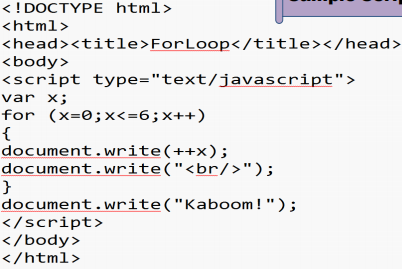 Sample Scrip
<!DOCTYPE html>
<html>
<head><title>ForLoop</title></head>
<body>
<script type="text/javascript">
var x;
for (x=0;x<=6;x++)
{
document.write(++x);
document.write("<br/>");
}
document.write("Kaboom!");
</script>
</body>
</html>